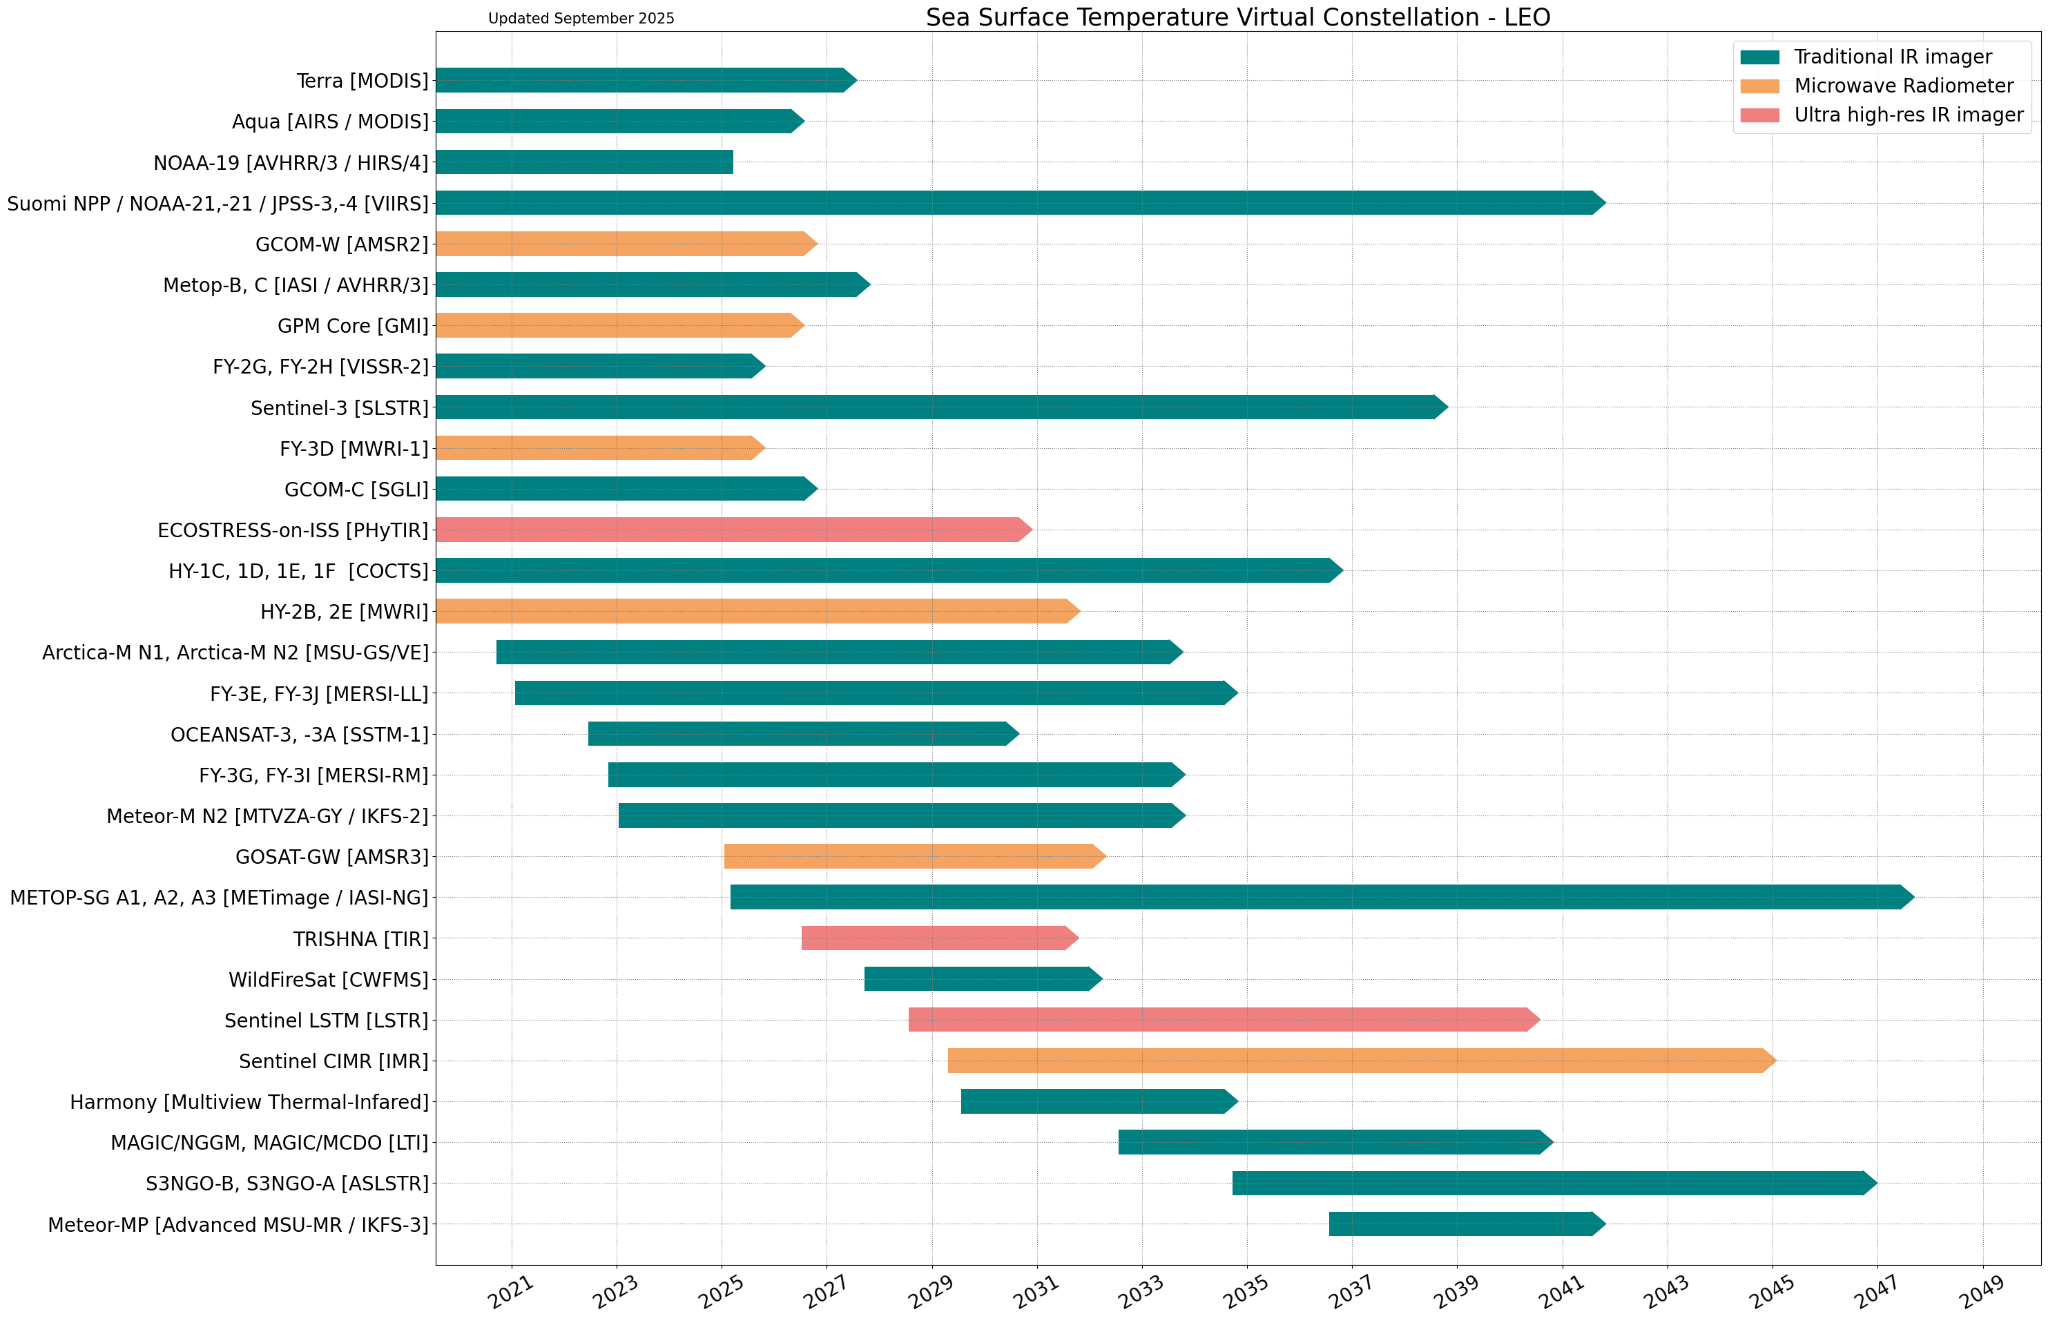 Updated September 2025
Sea Surface Temperature Virtual Constellation - LEO
Traditional IR imager
Microwave Radiometer
Ultra high-res IR imager
Terra [MODIS]
Aqua [AIRS / MODIS]
NOAA-19 [AVHRR/3 / HIRS/4]
Suomi NPP / NOAA-21,-21 / JPSS-3,-4 [VIIRS]
GCOM-W [AMSR2]
Metop-B, C [IASI / AVHRR/3]
GPM Core [GMI]
FY-2G, FY-2H [VISSR-2]
Sentinel-3 [SLSTR]
FY-3D [MWRI-1]
GCOM-C [SGLI]
ECOSTRESS-on-ISS [PHyTIR]
HY-1C, 1D, 1E, 1F  [COCTS]
HY-2B, 2E [MWRI]
Arctica-M N1, Arctica-M N2 [MSU-GS/VE]
FY-3E, FY-3J [MERSI-LL]
OCEANSAT-3, -3A [SSTM-1]
FY-3G, FY-3I [MERSI-RM]
Meteor-M N2 [MTVZA-GY / IKFS-2]
GOSAT-GW [AMSR3]
METOP-SG A1, A2, A3 [METimage / IASI-NG]
TRISHNA [TIR]
WildFireSat [CWFMS]
Sentinel LSTM [LSTR]
Sentinel CIMR [IMR]
Harmony [Multiview Thermal-Infared]
MAGIC/NGGM, MAGIC/MCDO [LTI]
S3NGO-B, S3NGO-A [ASLSTR]
Meteor-MP [Advanced MSU-MR / IKFS-3]
2021
2023
2025
2027
2029
2031
2033
2035
2037
2039
2041
2043
2045
2047
2049